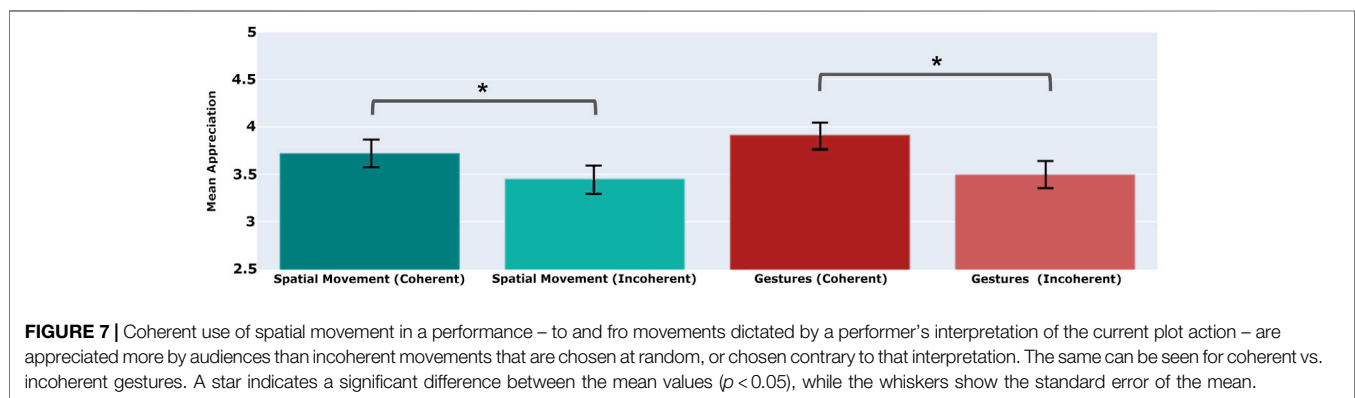 5
4.5
*
*
4
3.5
3
2.5
Mean Appreciation
Spatial Movement (Coherent) Spatial Movement (Incoherent) Gestures (Coherent) Gestures (Incoherent)
FIGURE 7 | Coherent use of spatial movement in a performance – to and fro movements dictated by a performer's interpretation of the current plot action – are
appreciated more by audiences than incoherent movements that are chosen at random, or chosen contrary to that interpretation. The same can be seen for coherent vs.
incoherent gestures. A star indicates a significant difference between the mean values (p < 0.05), while the whiskers show the standard error of the mean.